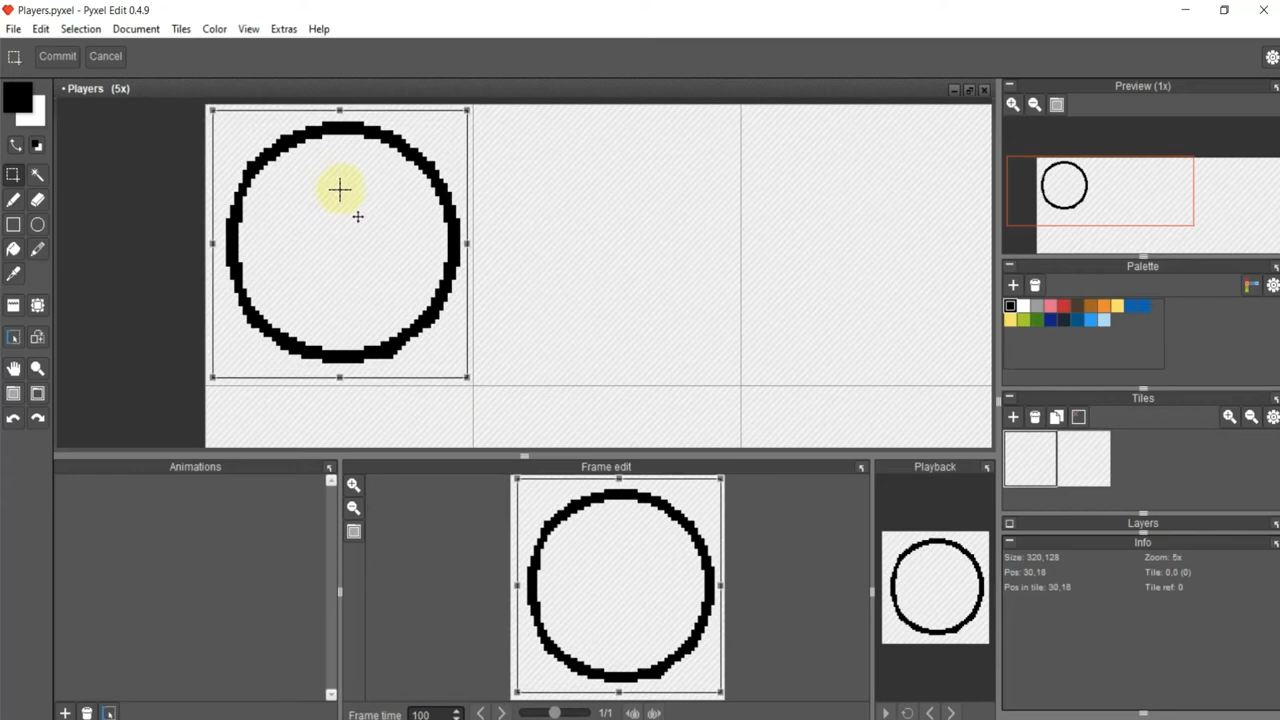 Players.pyxel - Pyxel Edit 0.4.9
File Edit Selection Document Tiles Color View Extras Help
Commit Cancel
• Players (5x)
Preview (1x)
Palette
Tiles
Animations
Frame edit
Playback
Layers
Info
Size: 320,128 Zoom: 5x
Pos: 30,18 Tile: 0,0 (0)
Pos in tile: 30,18 Tile ref. 0
Frame time 100 1/1